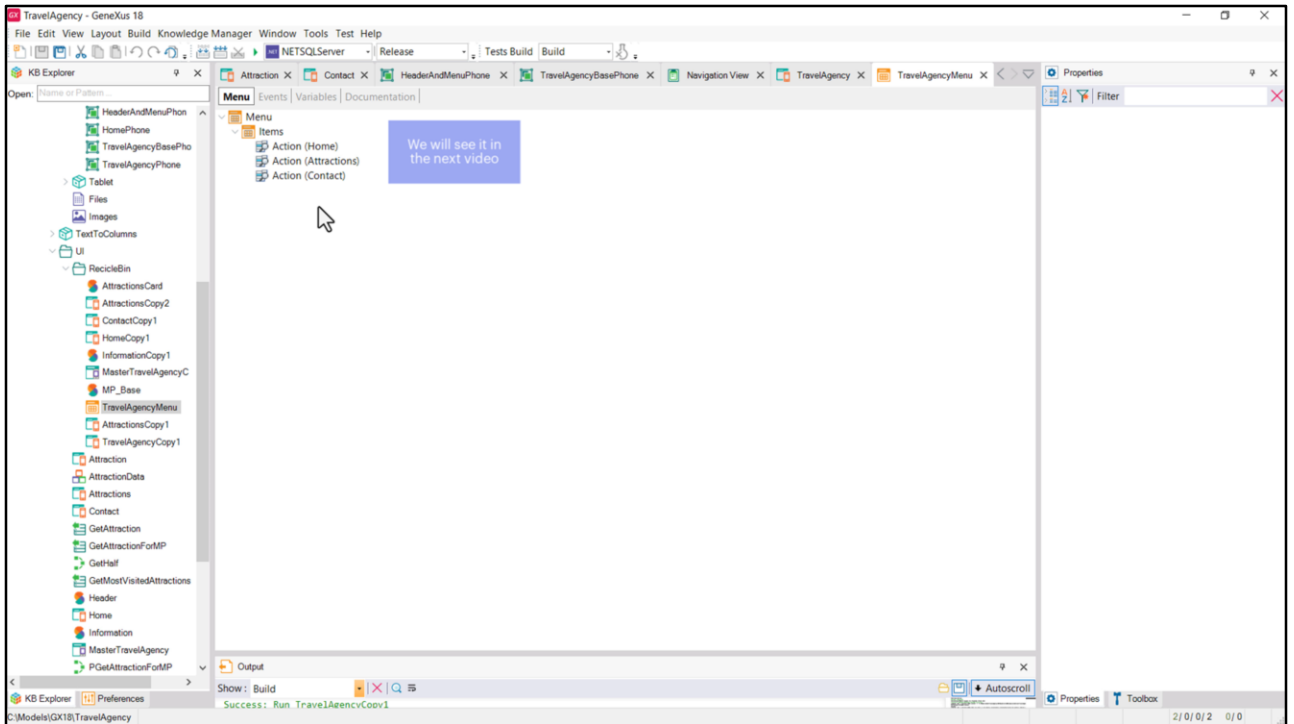 GX TravelAgency - GeneXus 18
File Edit View Layout Build Knowledge Manager Window Tools Test Help
NETSQLServer Release Tests Build Build
KB Explorer
Open: Name or Pattern ...
HeaderAndMenuPhon
HomePhone
TravelAgencyBasePho
TravelAgencyPhone
Tablet
Files
Images
TextToColumns
UI
RecicleBin
AttractionsCard
AttractionsCopy2
ContactCopy1
HomeCopy1
InformationCopy1
MasterTravelAgencyC
MP_Base
TravelAgencyMenu
AttractionsCopy1
TravelAgencyCopy1
Attraction
AttractionData
Attractions
Contact
GetAttraction
GetAttractionForMP
GetHalf
GetMostVisitedAttractions
Header
Home
Information
MasterTravelAgency
PGetAttractionForMP
KB Explorer Preferences
Attraction Contact HeaderAndMenuPhone TravelAgencyBasePhone Navigation View TravelAgency TravelAgencyMenu
Menu Events Variables Documentation
Menu
Items
Action (Home)
Action (Attractions)
Action (Contact)
We will see it in
the next video
Output
Show: Build
Autoscroll
Success: Run TravelAgencyCopy1
Properties
Filter
Properties Toolbox
C:\Models\GX18\TravelAgency
2/0/0/2 0/0